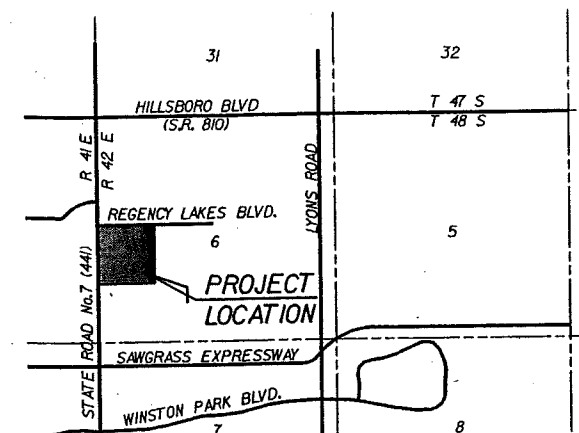 31
32
HILLSBORO BLVD
(S.R. 810)
T 47 S
T 48 S
R 41 E
R 42 E
LYONS ROAD
REGENCY LAKES BLVD.
6
5
STATE ROAD No.7 (441)
PROJECT
LOCATION
SAWGRASS EXPRESSWAY
WINSTON PARK BLVD.
7
8